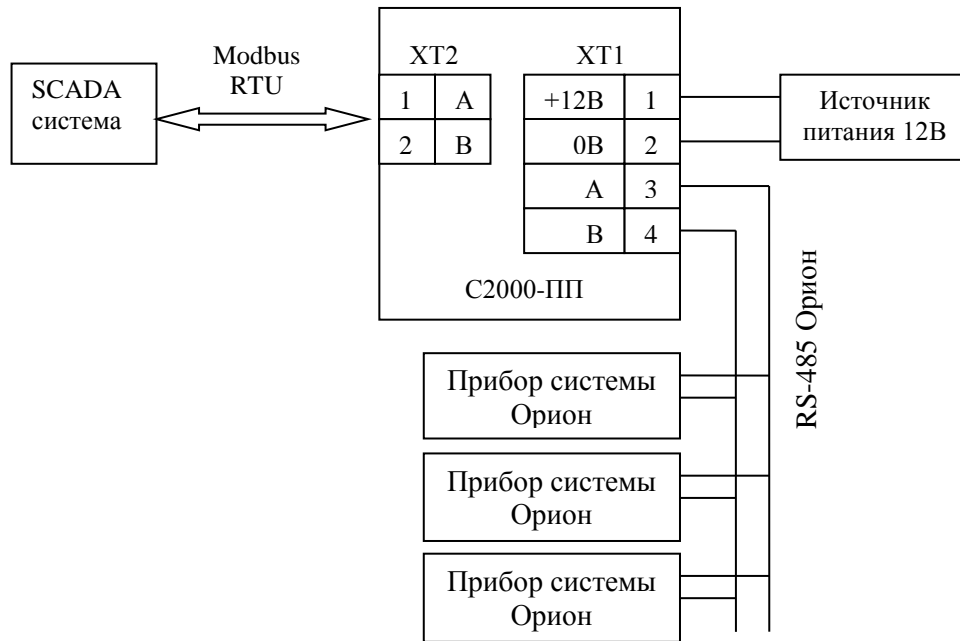 SCADA
система
Modbus
RTU
XT2
1 A
2 B
XT1
+12В 1
0В 2
A 3
B 4
С2000-ПП
Источник
питания 12В
RS-485 Орион
Прибор системы
Орион
Прибор системы
Орион
Прибор системы
Орион